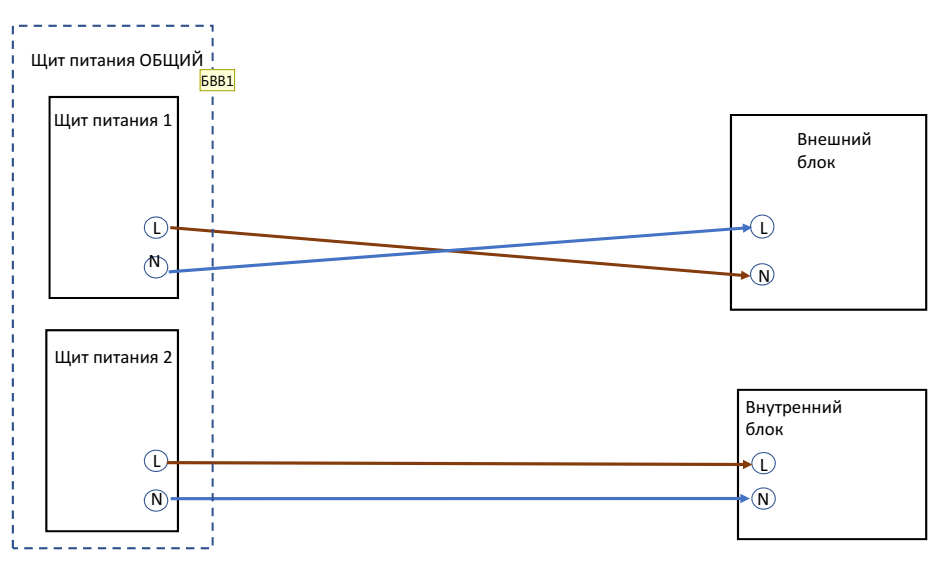 Щит питания ОБЩИЙ
БВВ1
Щит питания 1
L
N
Внешний
блок
L
N
Щит питания 2
L
N
Внутренний
блок
L
N